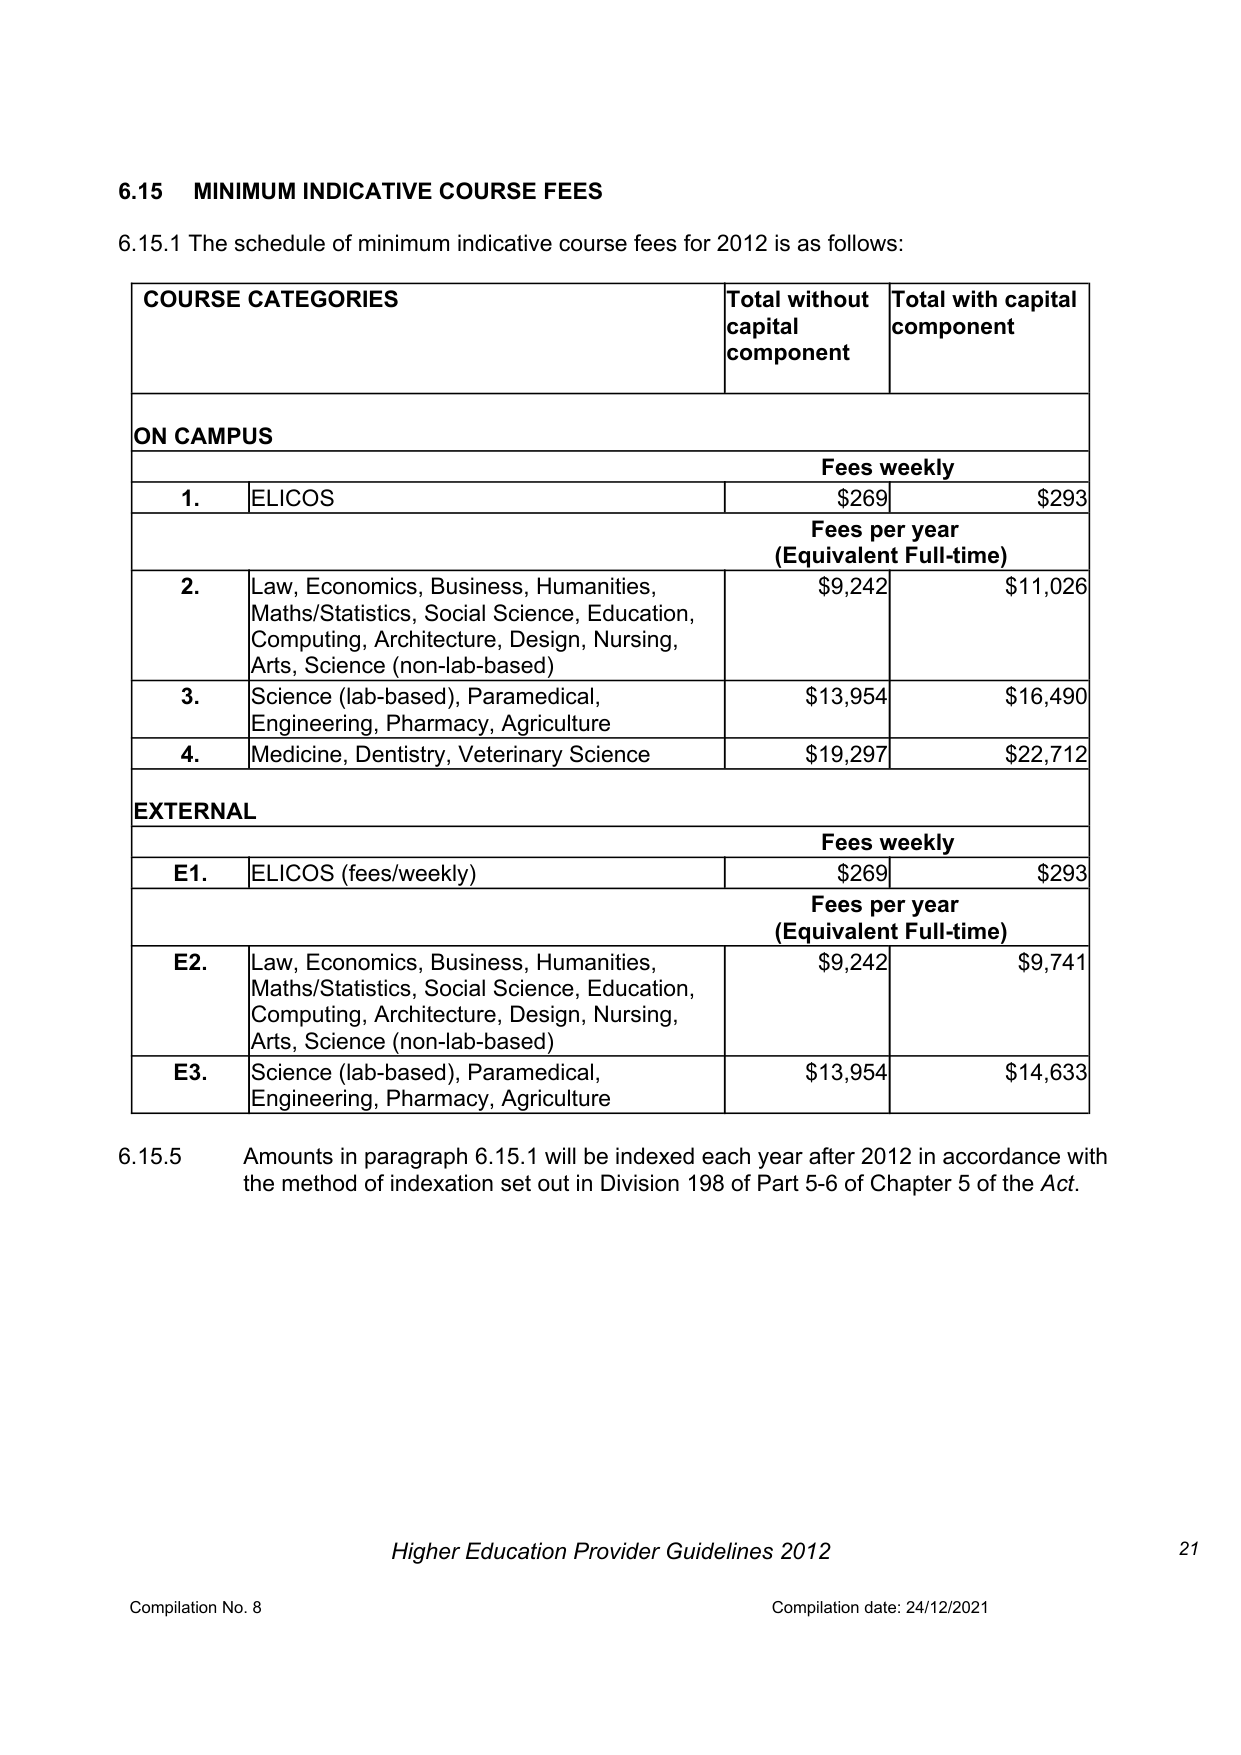 6.15 MINIMUM INDICATIVE COURSE FEES
6.15.1 The schedule of minimum indicative course fees for 2012 is as follows:
COURSE CATEGORIES Total without Total with capital
capital component
component
ON CAMPUS
Fees weekly
1. ELICOS $269 $293
Fees per year
(Equivalent Full-time)
2. Law, Economics, Business, Humanities, $9,242 $11,026
Maths/Statistics, Social Science, Education,
Computing, Architecture, Design, Nursing,
Arts, Science (non-lab-based)
3. Science (lab-based), Paramedical, $13,954 $16,490
Engineering, Pharmacy, Agriculture
4. Medicine, Dentistry, Veterinary Science $19,297 $22,712
EXTERNAL
Fees weekly
E1. ELICOS (fees/weekly) $269 $293
Fees per year
(Equivalent Full-time)
E2. Law, Economics, Business, Humanities, $9,242 $9,741
Maths/Statistics, Social Science, Education,
Computing, Architecture, Design, Nursing,
Arts, Science (non-lab-based)
E3. Science (lab-based), Paramedical, $13,954 $14,633
Engineering, Pharmacy, Agriculture
6.15.5 Amounts in paragraph 6.15.1 will be indexed each year after 2012 in accordance with
the method of indexation set out in Division 198 of Part 5-6 of Chapter 5 of the Act.
Higher Education Provider Guidelines 2012 21
Compilation No. 8 Compilation date: 24/12/2021